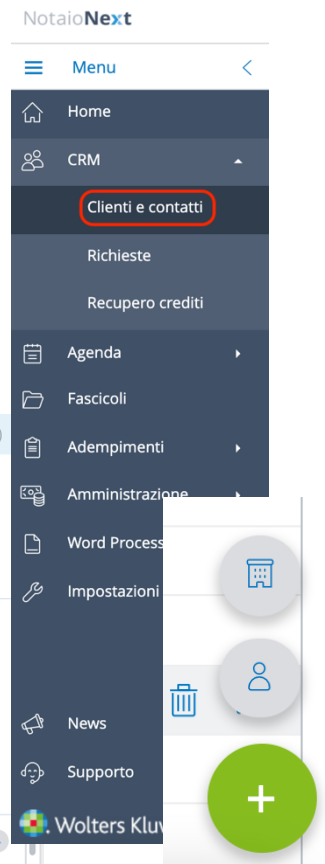 NotaioNext
Menu
Home
CRM
Clienti e contatti
Richieste
Recupero crediti
Agenda
Fascicoli
Adempimenti
Amministrazione
Word Process
Impostazioni
News
Supporto
Wolters Kluw